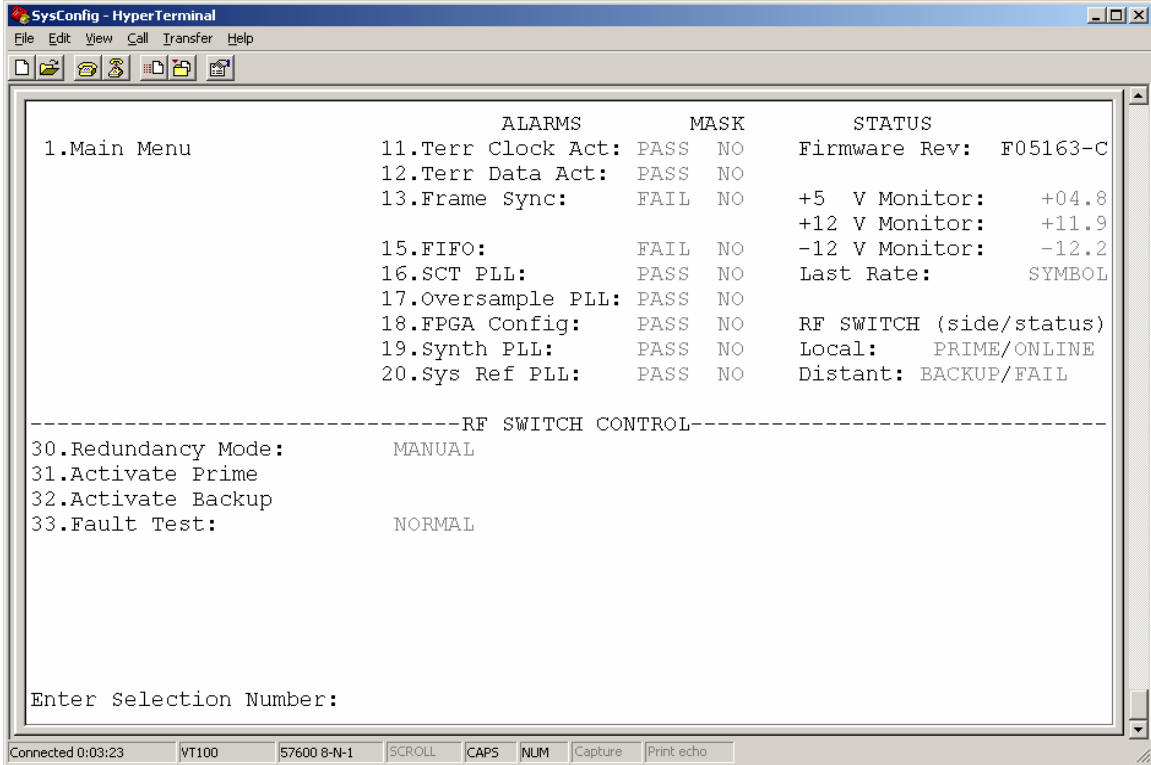 SysConfig - HyperTerminal
File Edit View Call Transfer Help
ALARMS MASK STATUS
1.Main Menu 11.Terr Clock Act: PASS NO Firmware Rev: F05163-C
12.Terr Data Act: PASS NO
13.Frame Sync: FAIL NO +5 V Monitor: +04.8
+12 V Monitor: +11.9
15.FIFO: FAIL NO -12 V Monitor: -12.2
16.SCT PLL: PASS NO Last Rate: SYMBOL
17.Oversample PLL: PASS NO
18.FPGA Config: PASS NO RF SWITCH (side/status)
19.Synth PLL: PASS NO Local: PRIME/ONLINE
20.Sys Ref PLL: PASS NO Distant: BACKUP/FAIL
--------------------------------RF SWITCH CONTROL-------------------------------
30.Redundancy Mode: MANUAL
31.Activate Prime
32.Activate Backup
33.Fault Test: NORMAL
Enter Selection Number:
Connected 0:03:23 VT100 57600 8-N-1 SCROLL CAPS NUM Capture Print echo